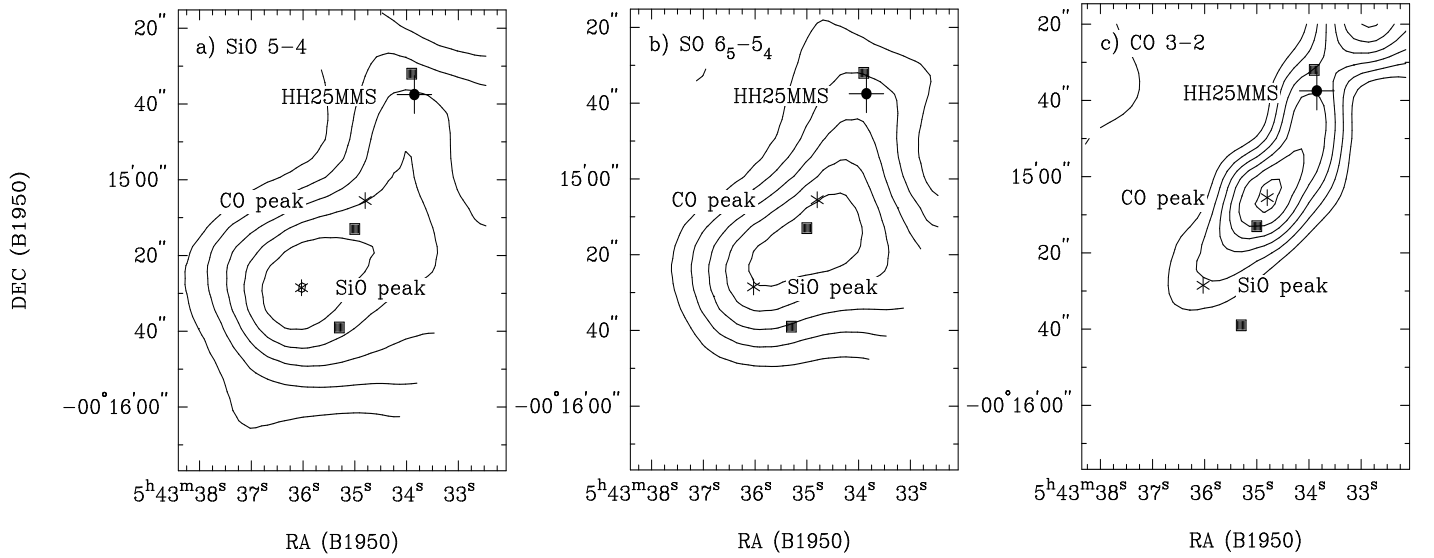 DEC (B1950)
a) SiO 5−4
20″
HH25MMS
40″
15′00″
CO peak
20″
SiO peak
40″
−00°16′00″
5ʰ43ᵐ38ˢ 36ˢ 35ˢ 34ˢ 33ˢ
RA (B1950)
b) SO 6₅−5₄
20″
HH25MMS
40″
15′00″
CO peak
20″
SiO peak
40″
−00°16′00″
5ʰ43ᵐ38ˢ 36ˢ 35ˢ 34ˢ 33ˢ
RA (B1950)
c) CO 3−2
20″
HH25MMS
40″
15′00″
CO peak
20″
SiO peak
40″
−00°16′00″
5ʰ43ᵐ38ˢ 36ˢ 35ˢ 34ˢ 33ˢ
RA (B1950)